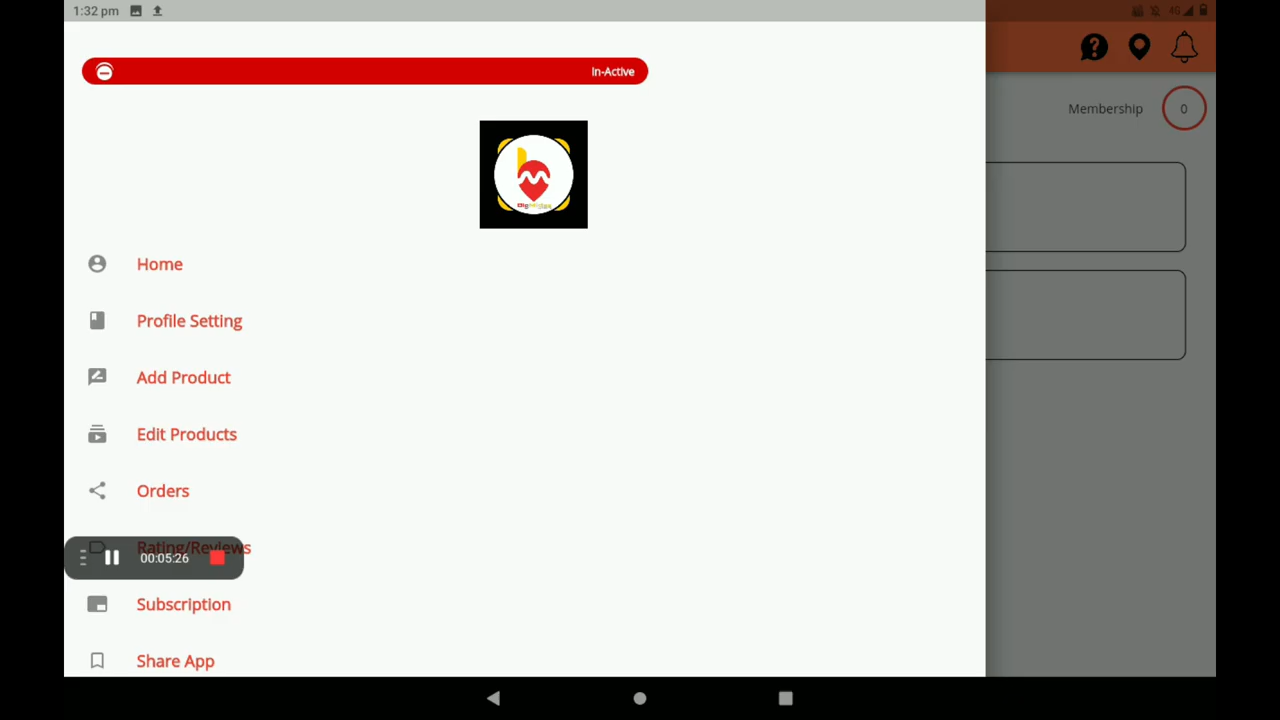 1:32 pm
4G
In-Active
Membership
0
Home
Profile Setting
Add Product
Edit Products
Orders
Rating/Reviews
00:05:26
Subscription
Share App